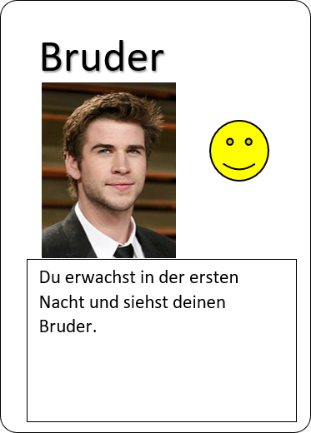 Bruder
Du erwachst in der ersten
Nacht und siehst deinen
Bruder.